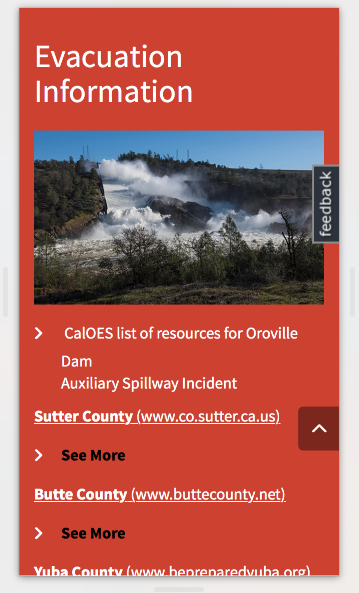 Evacuation
Information
feedback
CalOES list of resources for Oroville
Dam
Auxiliary Spillway Incident
Sutter County (www.co.sutter.ca.us)
See More
Butte County (www.buttecounty.net)
See More
Yuba County (www.bepreparedyuba.org)